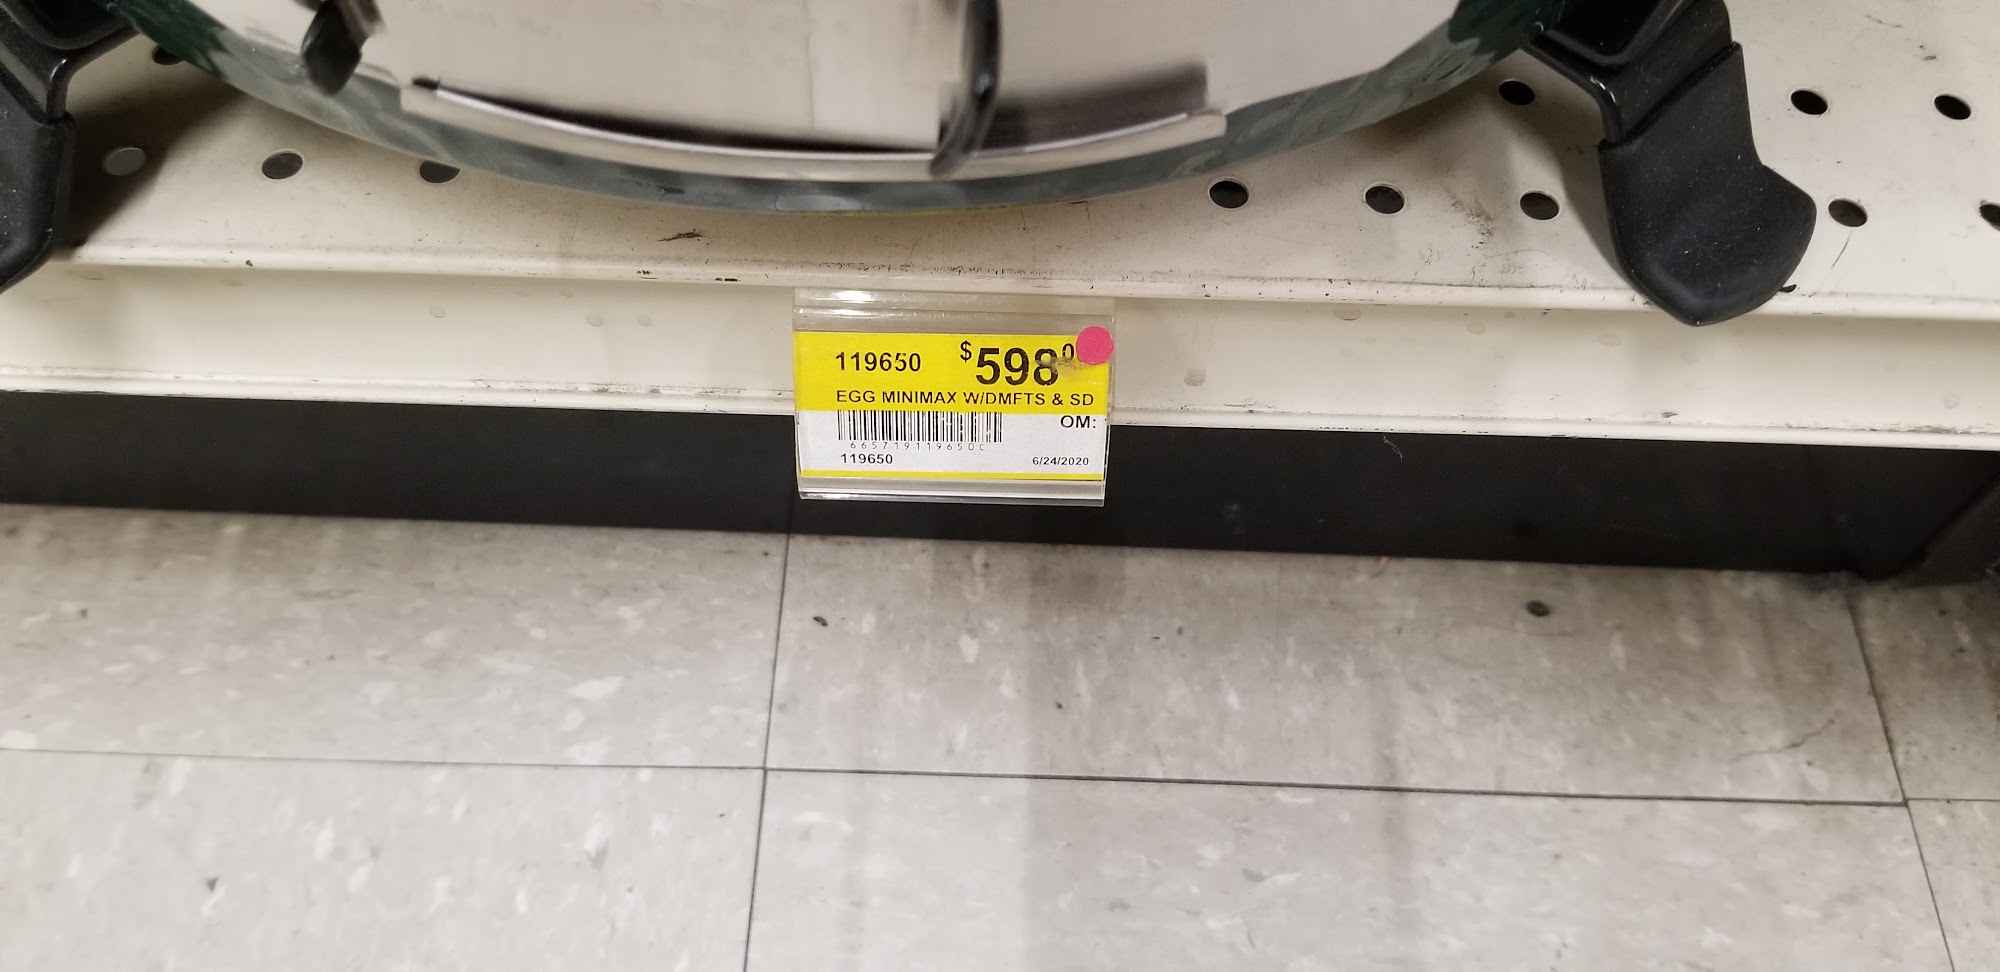 119650 $598
EGG MINIMAX W/DMFTS & SD
OM:
119650 6/24/2020